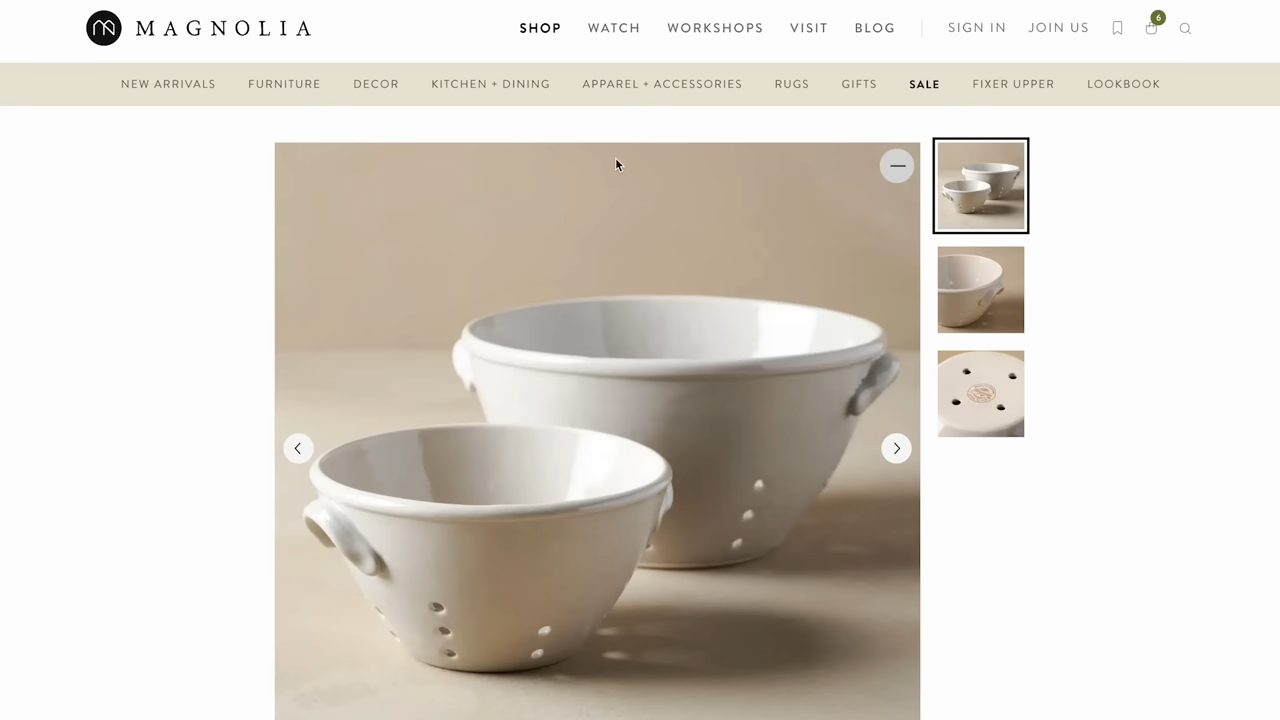 MAGNOLIA
SHOP WATCH WORKSHOPS VISIT BLOG SIGN IN JOIN US 6
NEW ARRIVALS FURNITURE DECOR KITCHEN + DINING APPAREL + ACCESSORIES RUGS GIFTS SALE FIXER UPPER LOOKBOOK